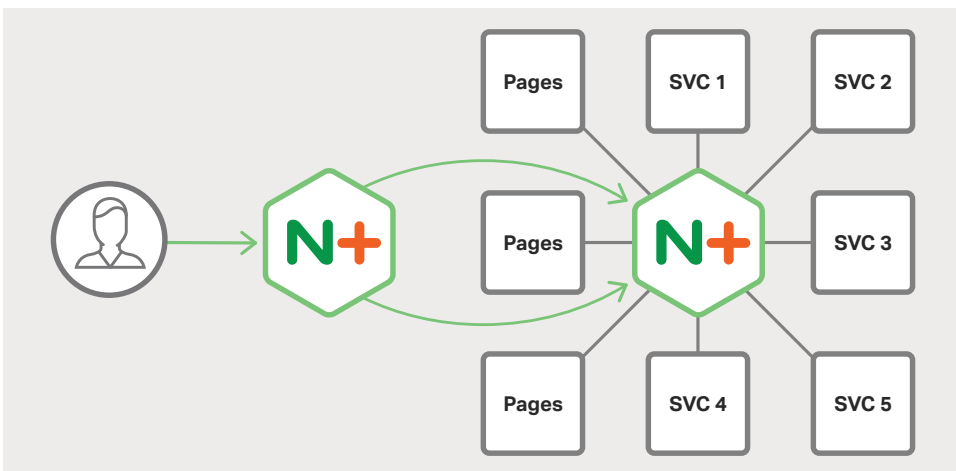 Pages
SVC 1
SVC 2
N+
N+
Pages
SVC 3
Pages
SVC 4
SVC 5